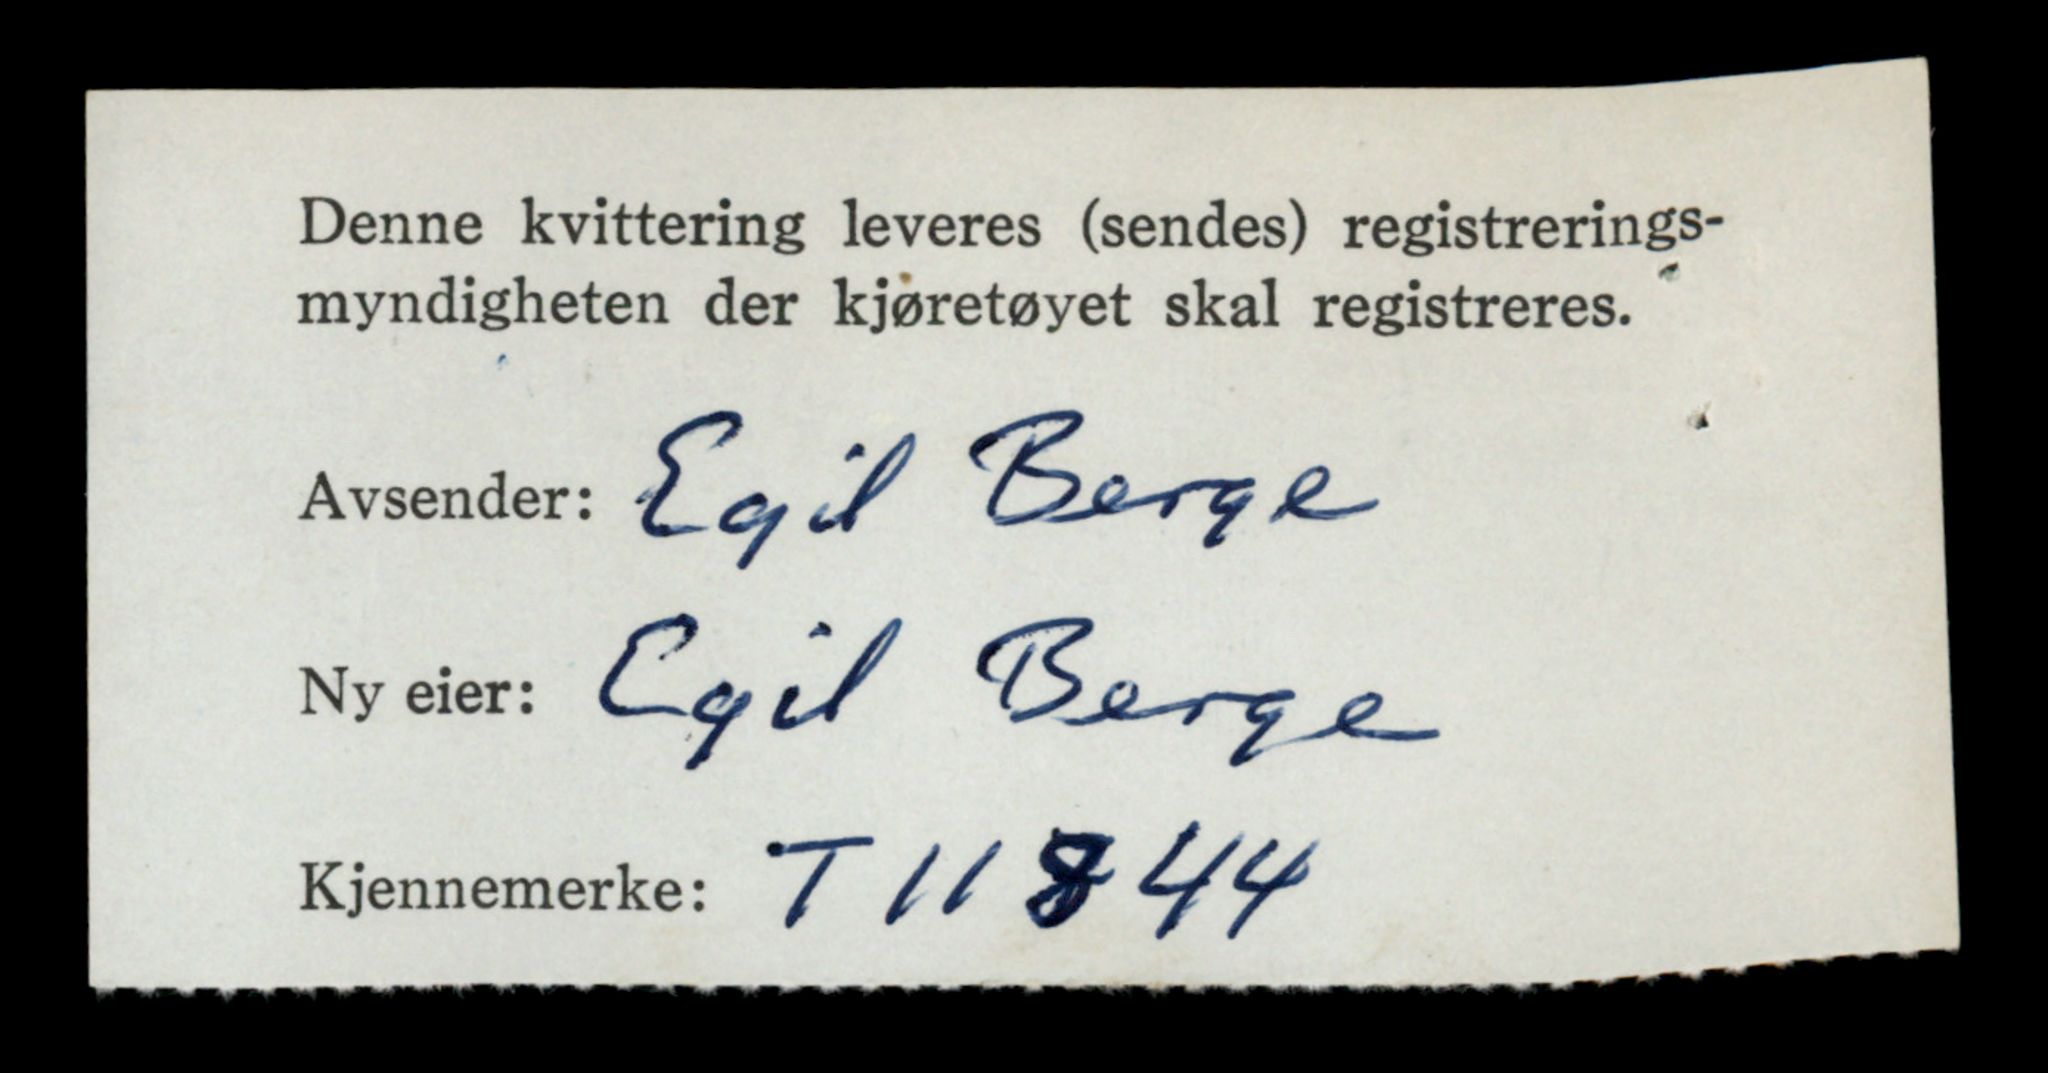 Denne kvittering leveres (sendes) registrerings-
myndigheten der kjøretøyet skal registreres.
Avsender: Egil Berge
Ny eier: Egil Berge
Kjennemerke: T 11844